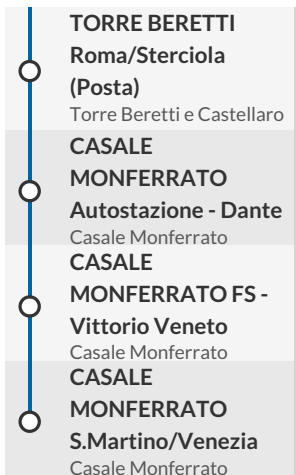 TORRE BERETTI
Roma/Sterciola
(Posta)
Torre Beretti e Castellaro
CASALE
MONFERRATO
Autostazione - Dante
Casale Monferrato
CASALE
MONFERRATO FS -
Vittorio Veneto
Casale Monferrato
CASALE
MONFERRATO
S.Martino/Venezia
Casale Monferrato